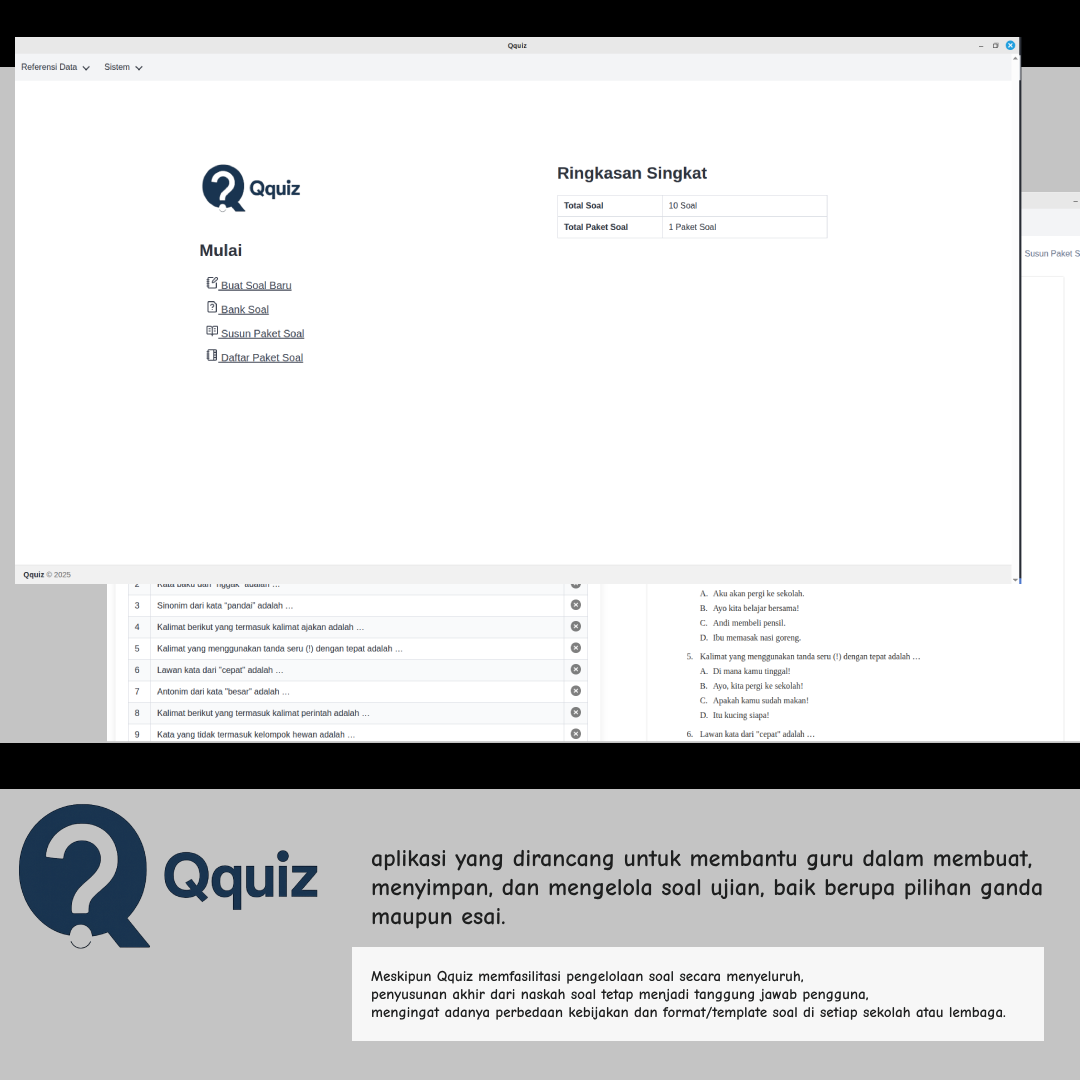 Qquiz
Referensi Data Sistem
Qquiz
Ringkasan Singkat
Total Soal 10 Soal
Total Paket Soal 1 Paket Soal
Mulai
Buat Soal Baru
Bank Soal
Susun Paket Soal
Daftar Paket Soal
Qquiz © 2025
Susun Paket S
3 Sinonim dari kata "pandai" adalah …
4 Kalimat berikut yang termasuk kalimat ajakan adalah …
5 Kalimat yang menggunakan tanda seru (!) dengan tepat adalah …
6 Lawan kata dari "cepat" adalah …
7 Antonim dari kata "besar" adalah …
8 Kalimat berikut yang termasuk kalimat perintah adalah …
9 Kata yang tidak termasuk kelompok hewan adalah …
A. Aku akan pergi ke sekolah.
B. Ayo kita belajar bersama!
C. Andi membeli pensil.
D. Ibu memasak nasi goreng.
5. Kalimat yang menggunakan tanda seru (!) dengan tepat adalah …
A. Di mana kamu tinggal!
B. Ayo, kita pergi ke sekolah!
C. Apakah kamu sudah makan!
D. Itu kucing siapa!
6. Lawan kata dari "cepat" adalah …
Qquiz
aplikasi yang dirancang untuk membantu guru dalam membuat,
menyimpan, dan mengelola soal ujian, baik berupa pilihan ganda
maupun esai.
Meskipun Qquiz memfasilitasi pengelolaan soal secara menyeluruh,
penyusunan akhir dari naskah soal tetap menjadi tanggung jawab pengguna,
mengingat adanya perbedaan kebijakan dan format/template soal di setiap sekolah atau lembaga.